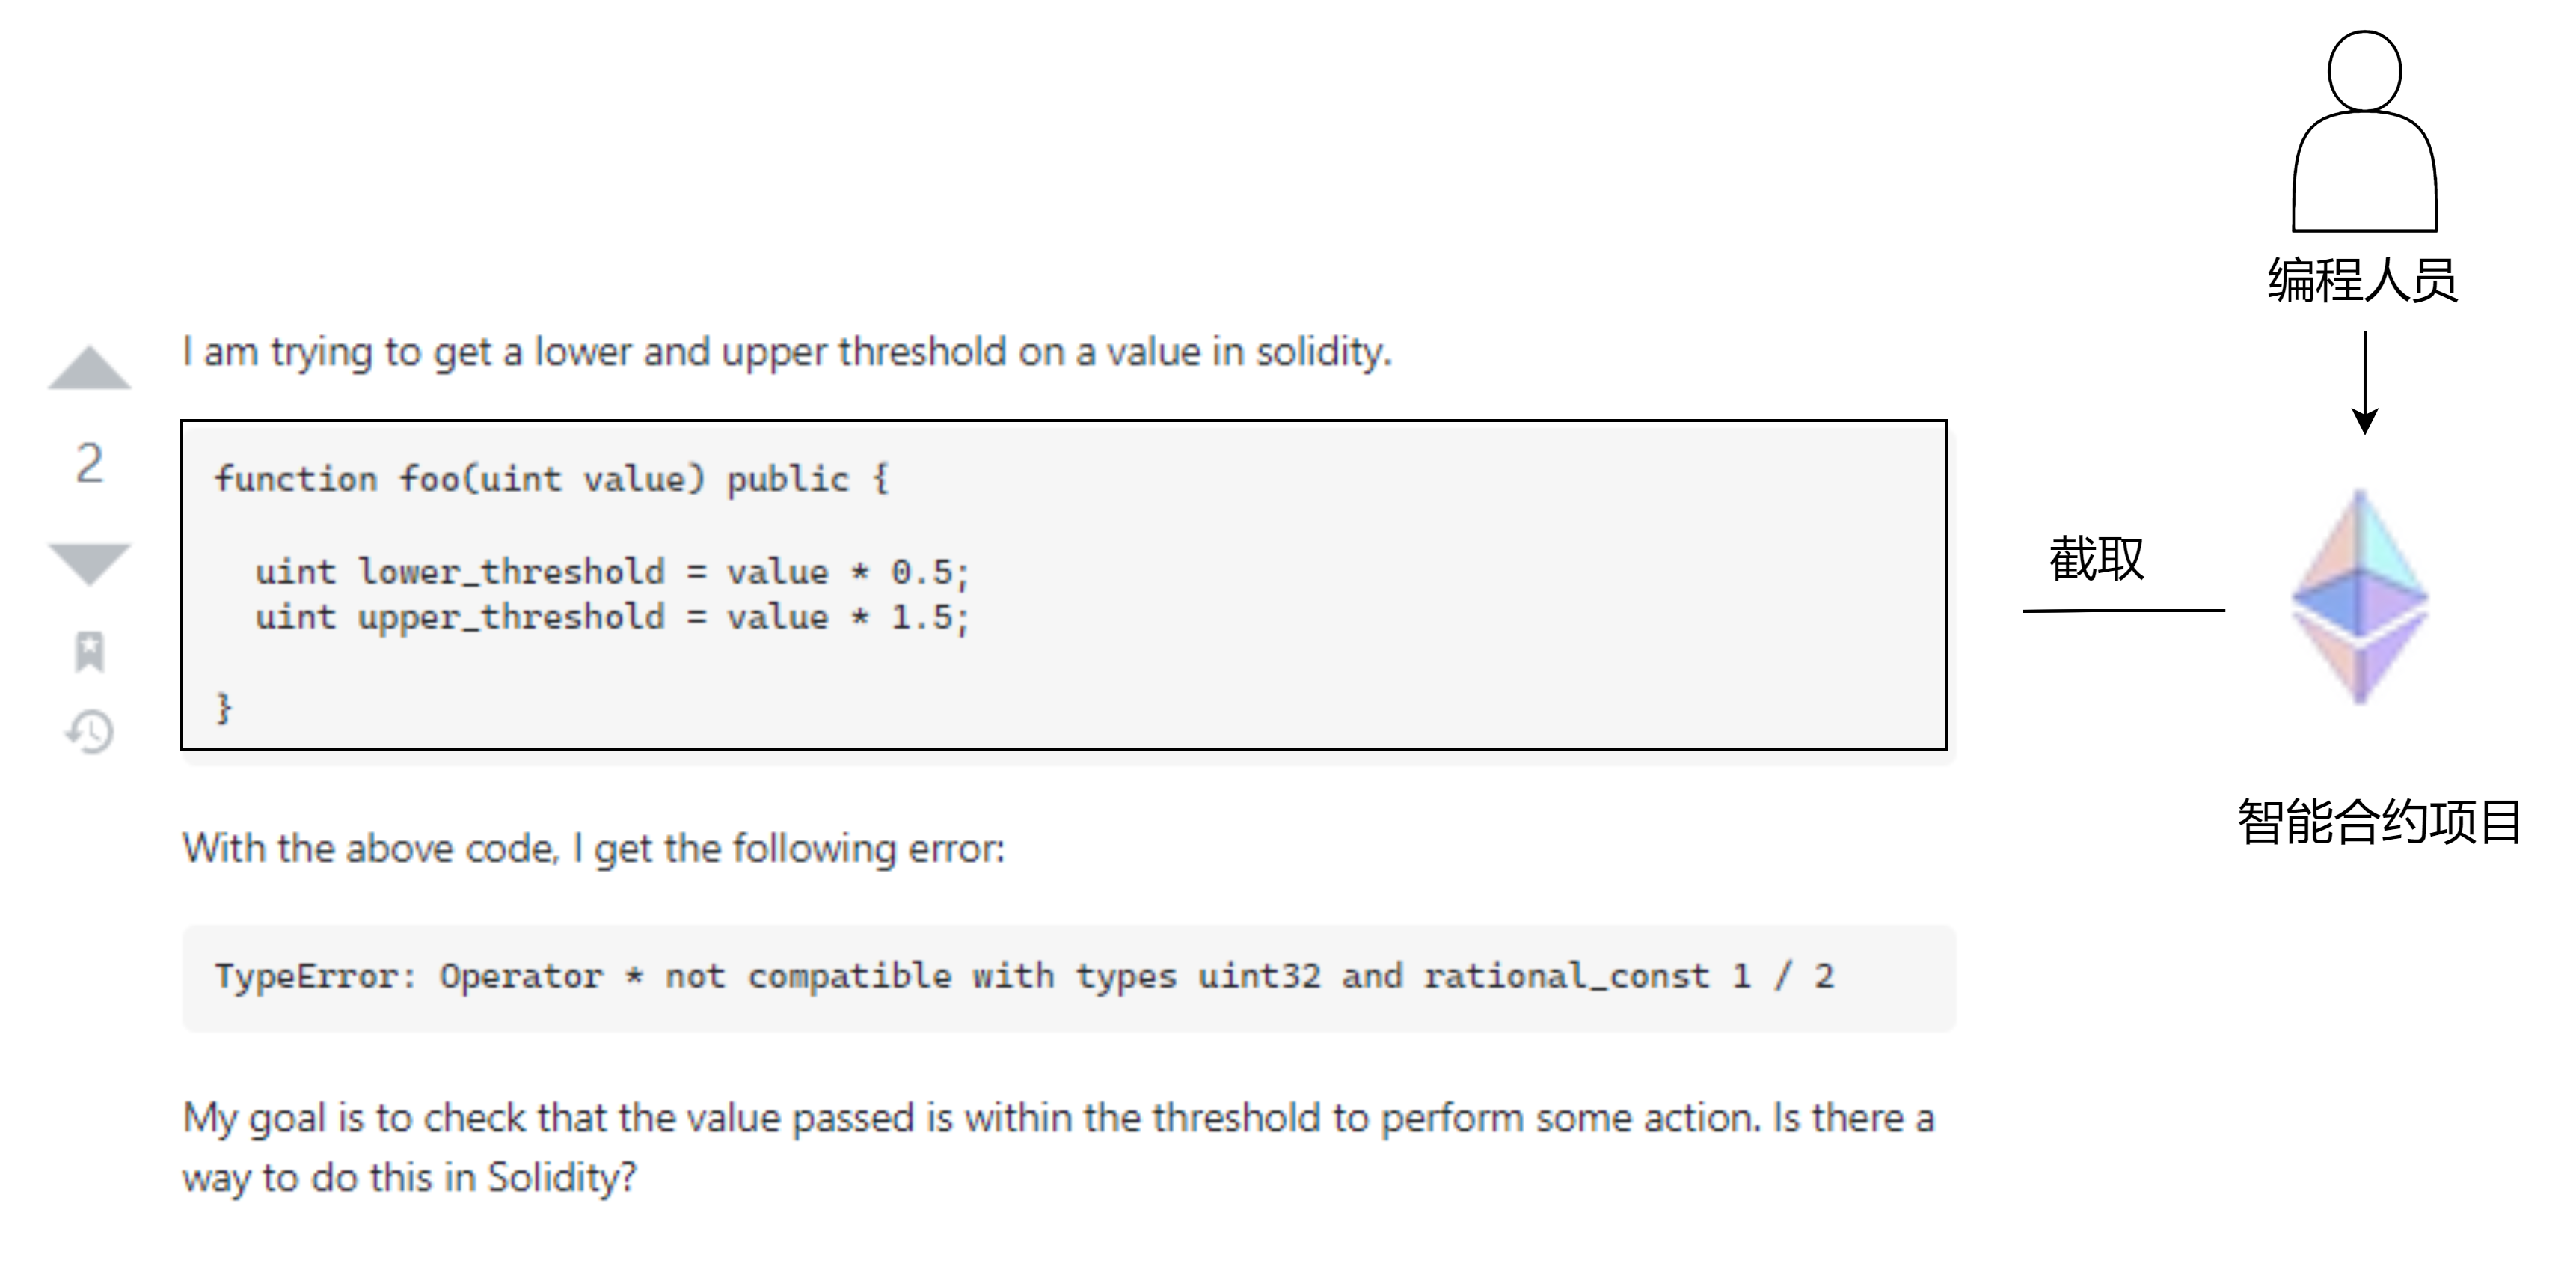 编程人员
I am trying to get a lower and upper threshold on a value in solidity.
2
function foo(uint value) public {
uint lower_threshold = value * 0.5;
uint upper_threshold = value * 1.5;
}
截取
智能合约项目
With the above code, I get the following error:
TypeError: Operator * not compatible with types uint32 and rational_const 1 / 2
My goal is to check that the value passed is within the threshold to perform some action. Is there a
way to do this in Solidity?